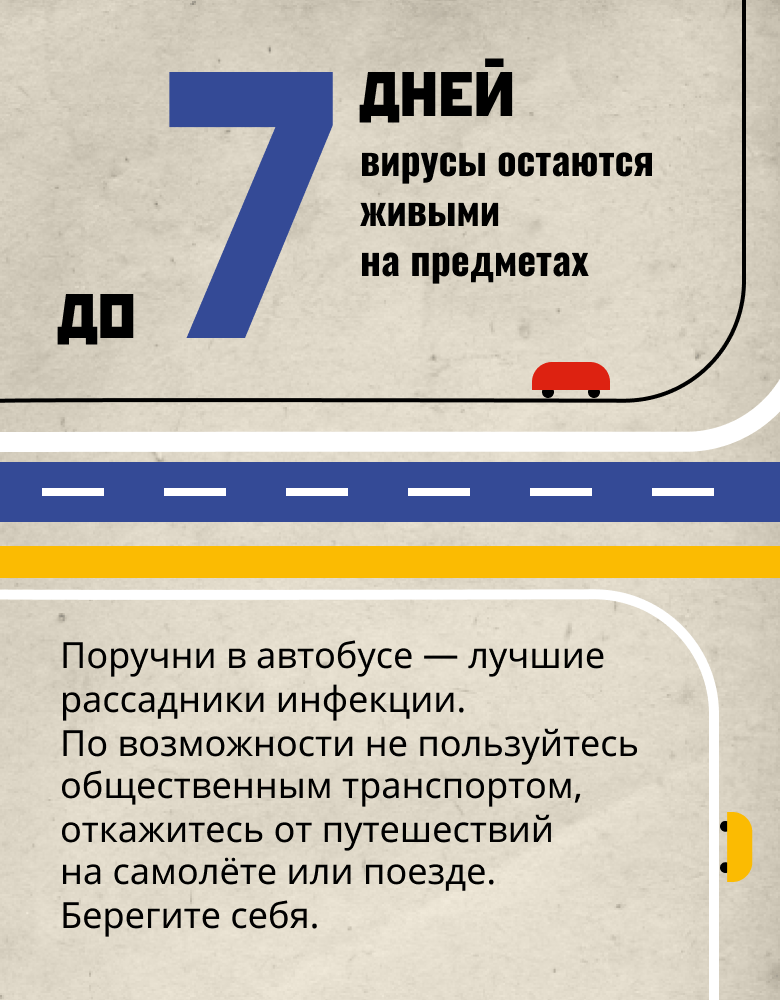 до 7 дней
вирусы остаются
живыми
на предметах
Поручни в автобусе — лучшие
рассадники инфекции.
По возможности не пользуйтесь
общественным транспортом,
откажитесь от путешествий
на самолёте или поезде.
Берегите себя.